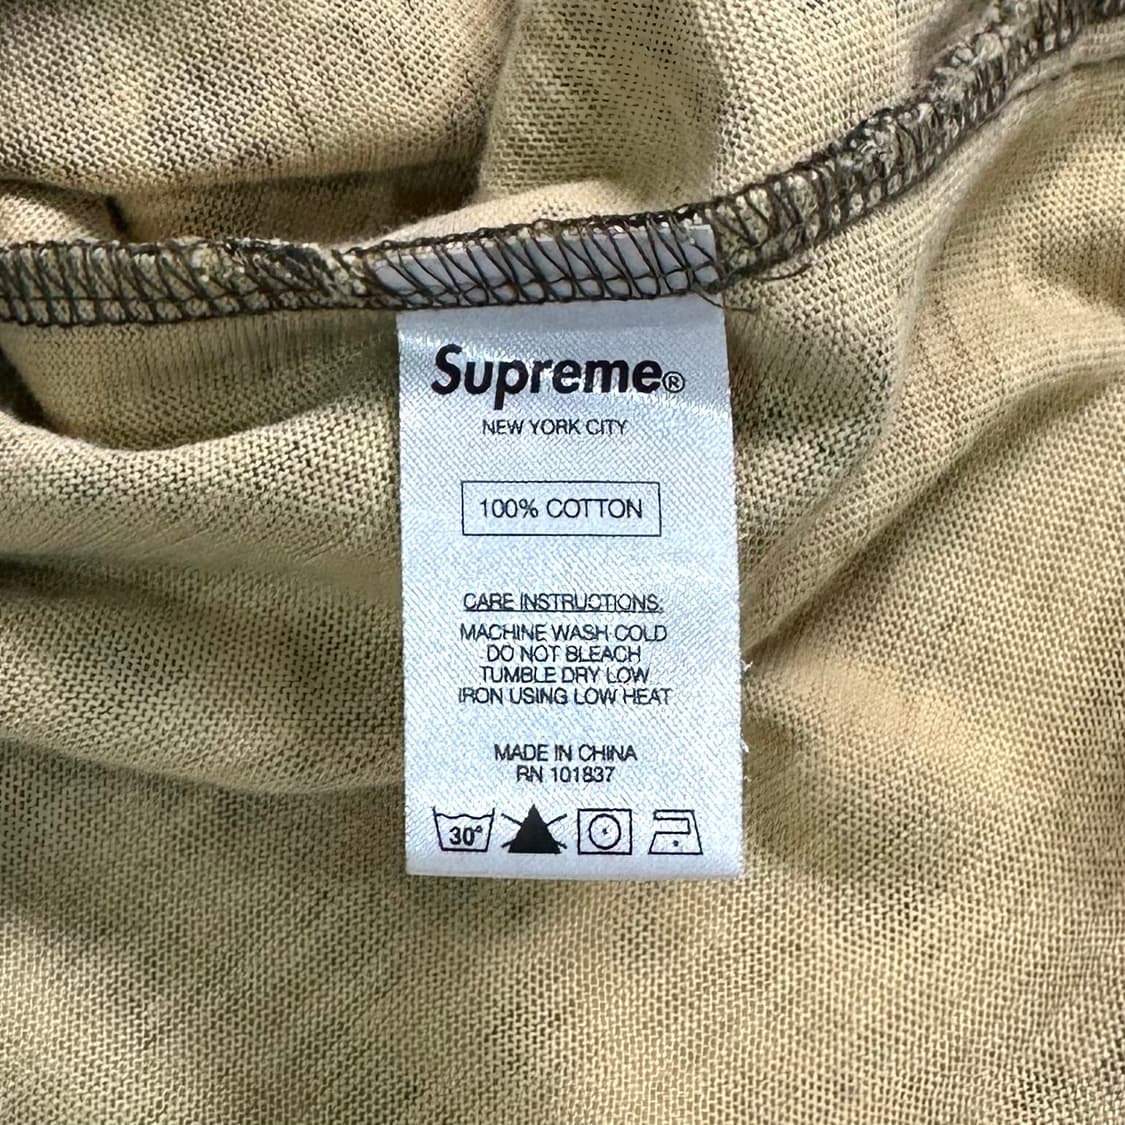 Supreme®
NEW YORK CITY
100% COTTON
CARE INSTRUCTIONS:
MACHINE WASH COLD
DO NOT BLEACH
TUMBLE DRY LOW
IRON USING LOW HEAT
MADE IN CHINA
RN 101837
30°